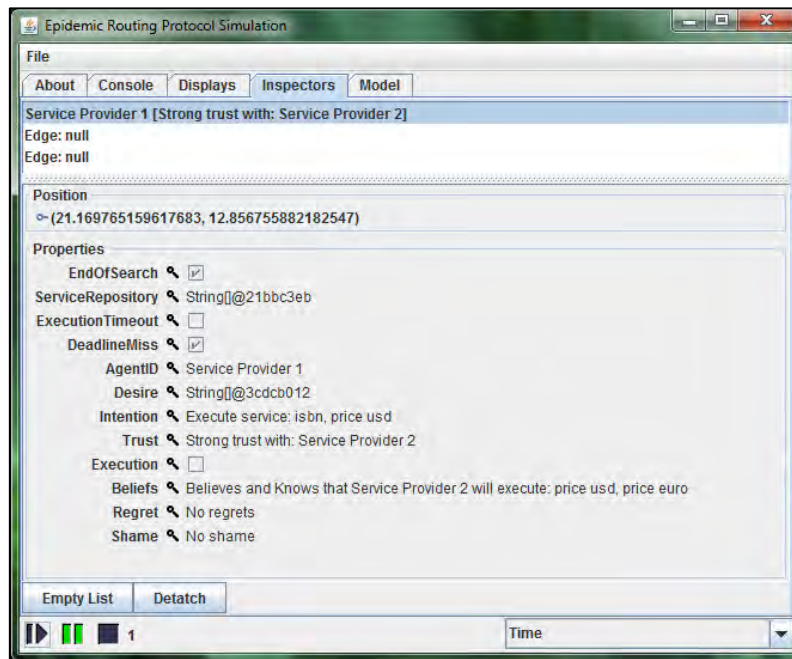 Epidemic Routing Protocol Simulation
File
About Console Displays Inspectors Model
Service Provider 1 [Strong trust with: Service Provider 2]
Edge: null
Edge: null
Position
(21.169765159617683, 12.856755882182547)
Properties
EndOfSearch
ServiceRepository String[]@21bbc3eb
ExecutionTimeout
DeadlineMiss
AgentID Service Provider 1
Desire String[]@3cdcb012
Intention Execute service: isbn, price usd
Trust Strong trust with: Service Provider 2
Execution
Beliefs Believes and Knows that Service Provider 2 will execute: price usd, price euro
Regret No regrets
Shame No shame
Empty List Detatch
1 Time